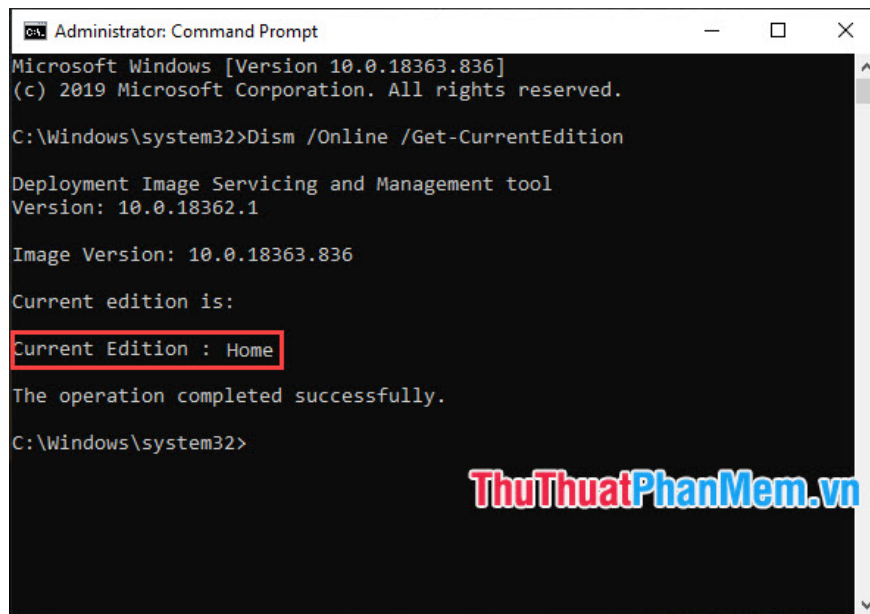 Administrator: Command Prompt
Microsoft Windows [Version 10.0.18363.836]
(c) 2019 Microsoft Corporation. All rights reserved.
C:\Windows\system32>Dism /Online /Get-CurrentEdition
Deployment Image Servicing and Management tool
Version: 10.0.18362.1
Image Version: 10.0.18363.836
Current edition is:
Current Edition : Home
The operation completed successfully.
C:\Windows\system32>
ThuThuatPhanMem.vn